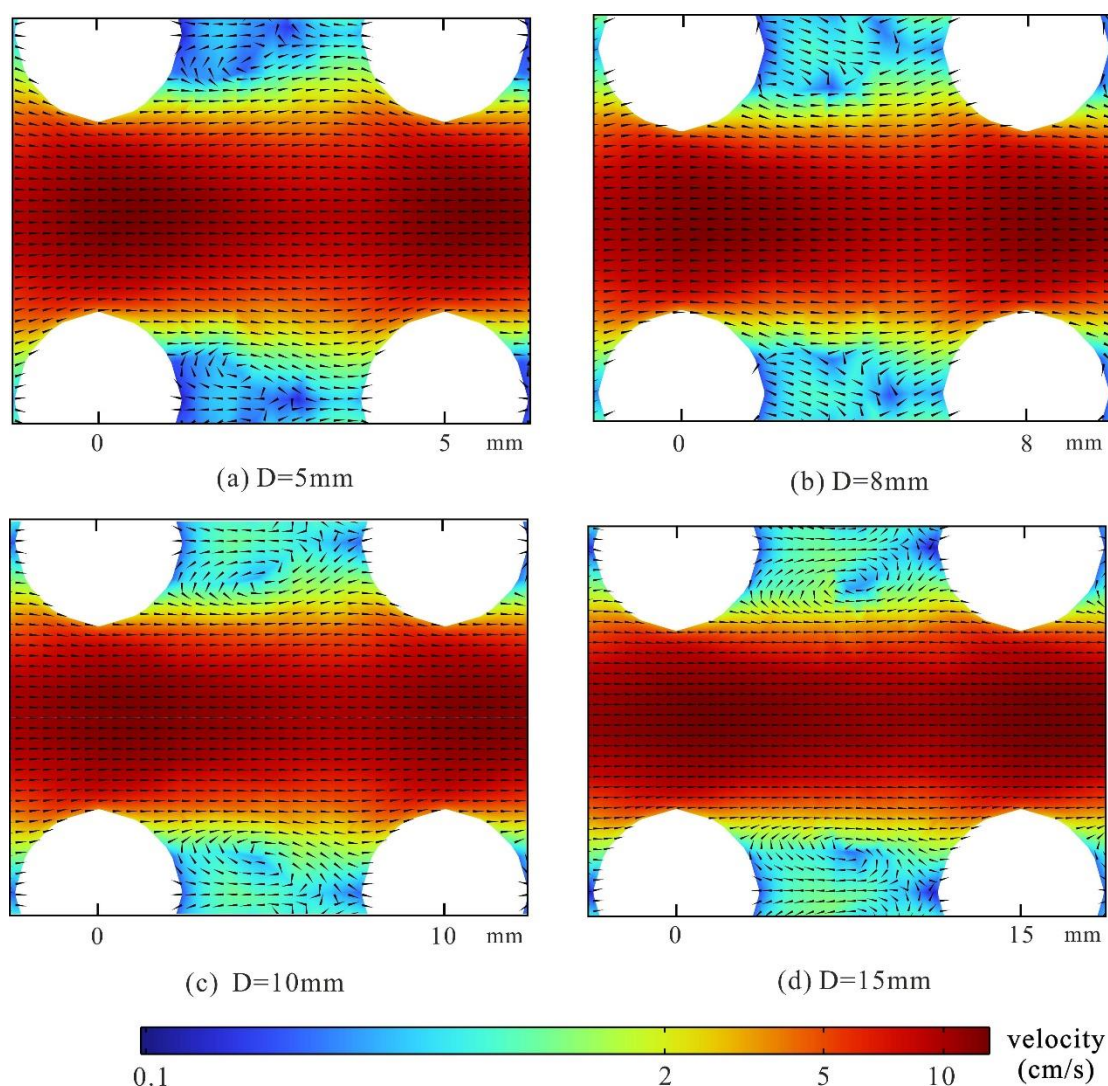 0 5 mm
(a) D=5mm
0 8 mm
(b) D=8mm
0 10 mm
(c) D=10mm
0 15 mm
(d) D=15mm
velocity
(cm/s)
0.1 2 5 10